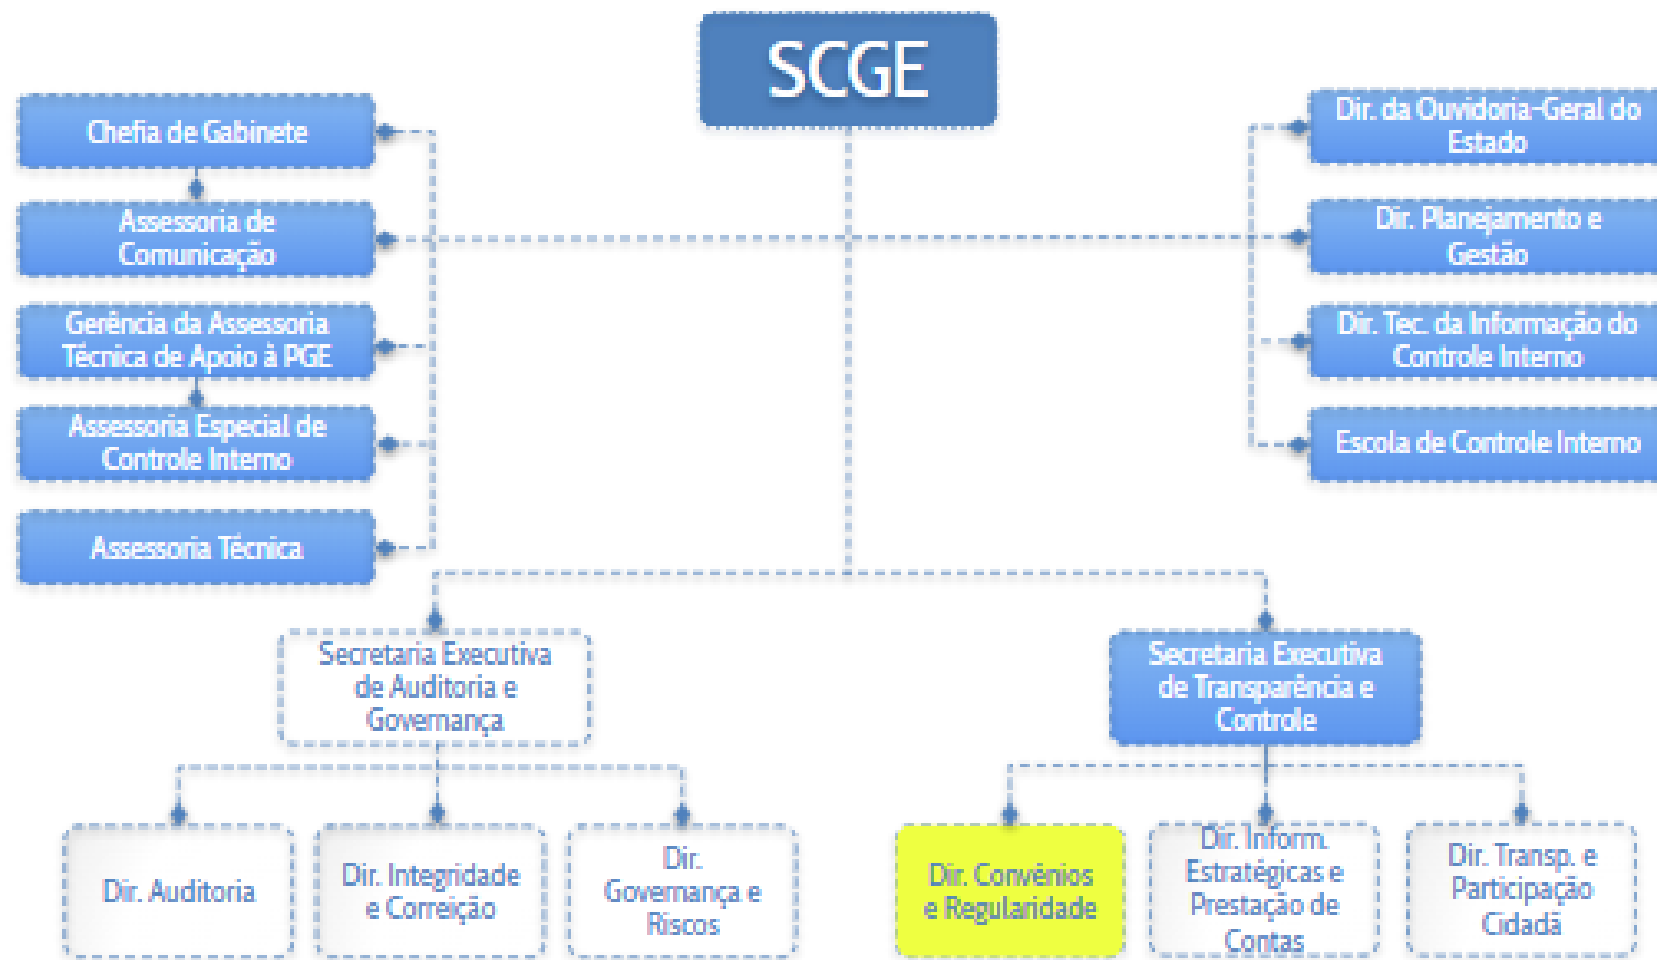 SCGE
Chefia de Gabinete
Assessoria de
Comunicação
Gerência da Assessoria
Técnica de Apoio à PGE
Assessoria Especial de
Controle Interno
Assessoria Técnica
Dir. da Ouvidoria-Geral do
Estado
Dir. Planejamento e
Gestão
Dir. Tec. da Informação do
Controle Interno
Escola de Controle Interno
Secretaria Executiva
de Auditoria e
Governança
Secretaria Executiva
de Transparência e
Controle
Dir. Auditoria
Dir. Integridade
e Correição
Dir.
Governança e
Riscos
Dir. Convênios
e Regularidade
Dir. Inform.
Estratégicas e
Prestação de
Contas
Dir. Transp. e
Participação
Cidadã